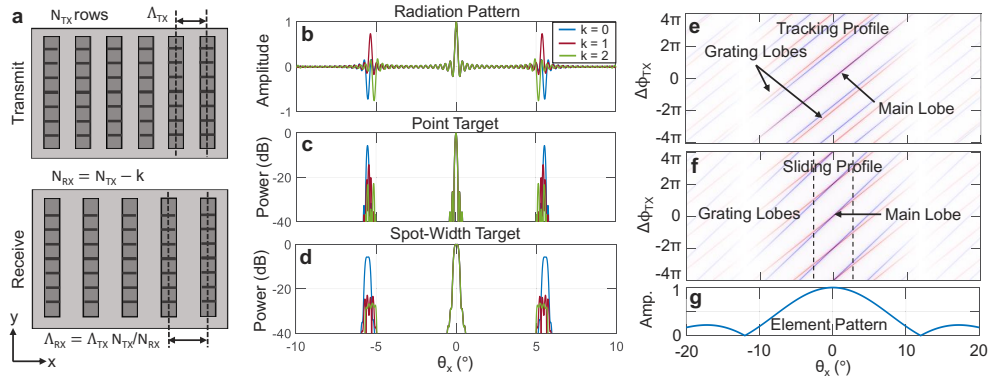 a
N_TX rows
Λ_TX
Transmit
N_RX = N_TX − k
Receive
y
x
Λ_RX = Λ_TX N_TX/N_RX
Radiation Pattern
b
k = 0
k = 1
k = 2
Amplitude
1
0
1
Point Target
c
Power (dB)
0
-20
-40
Spot-Width Target
d
Power (dB)
0
-20
-40
-10
-5
0
5
10
θ_x (°)
e
Tracking Profile
Grating Lobes
Main Lobe
Δϕ_TX
4π
2π
0
-2π
-4π
f
Sliding Profile
Grating Lobes
Main Lobe
Δϕ_TX
4π
2π
0
-2π
-4π
g
Element Pattern
Amp.
1
0
-20
-10
0
10
20
θ_x (°)